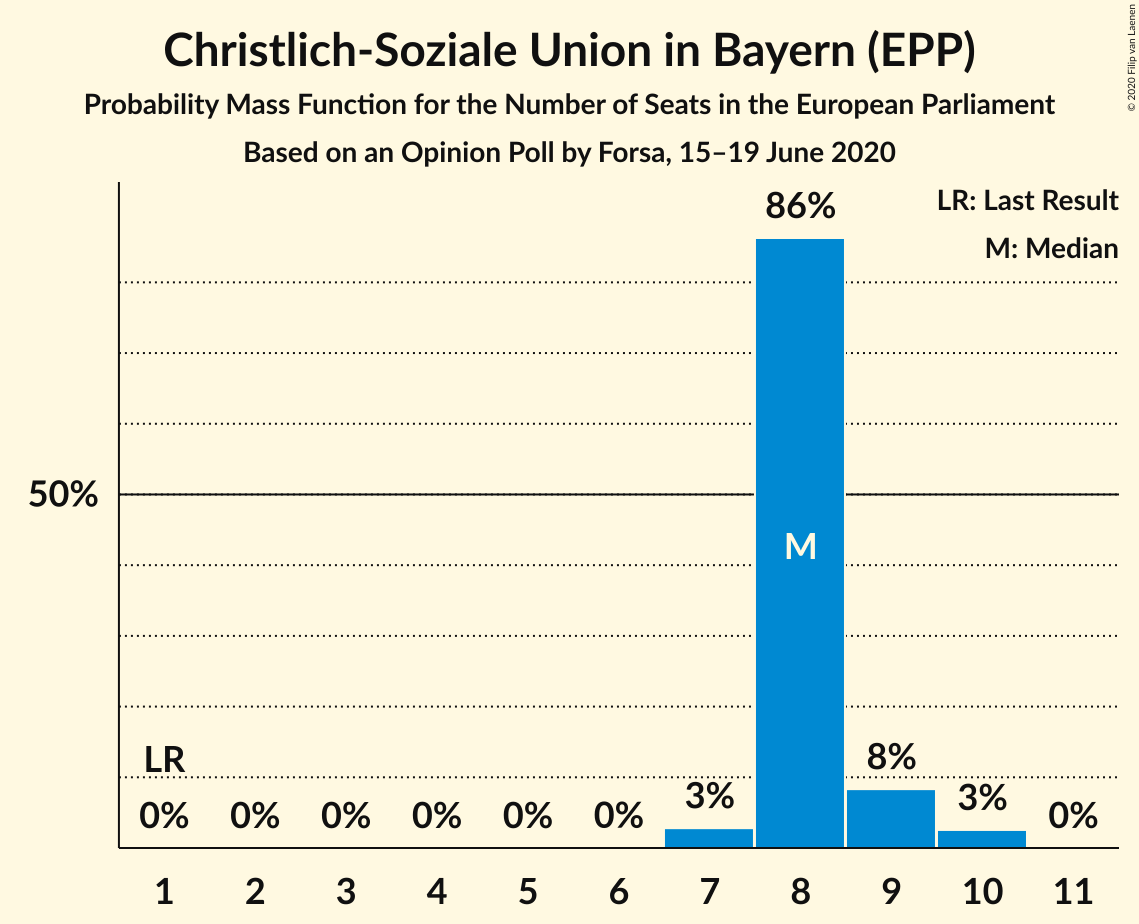 Christlich-Soziale Union in Bayern (EPP)
Probability Mass Function for the Number of Seats in the European Parliament
Based on an Opinion Poll by Forsa, 15–19 June 2020
© 2020 Filip van Laenen
LR: Last Result
M: Median
86%
50%
M
LR
8%
3%
3%
0% 0% 0% 0% 0% 0% 0%
1 2 3 4 5 6 7 8 9 10 11